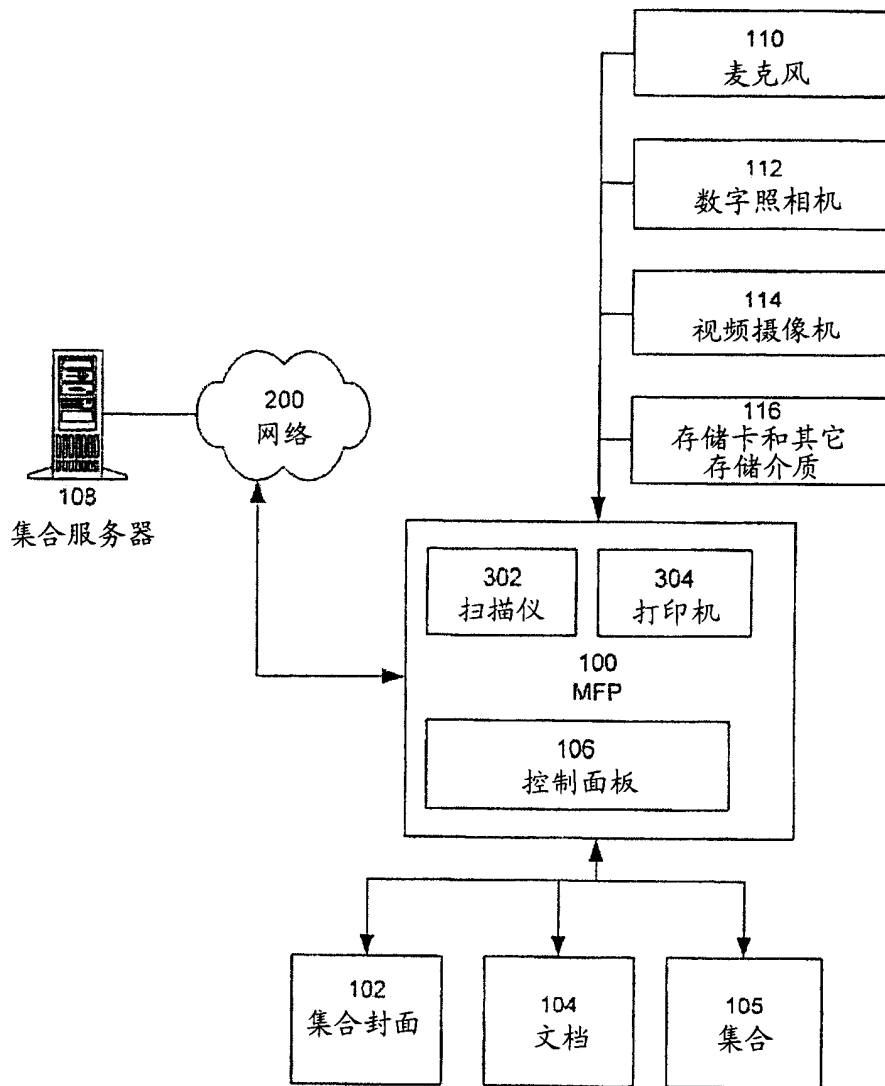 110
麦克风
112
数字照相机
114
视频摄像机
116
存储卡和其它
存储介质
200
网络
108
集合服务器
302
扫描仪
304
打印机
100
MFP
106
控制面板
102
集合封面
104
文档
105
集合